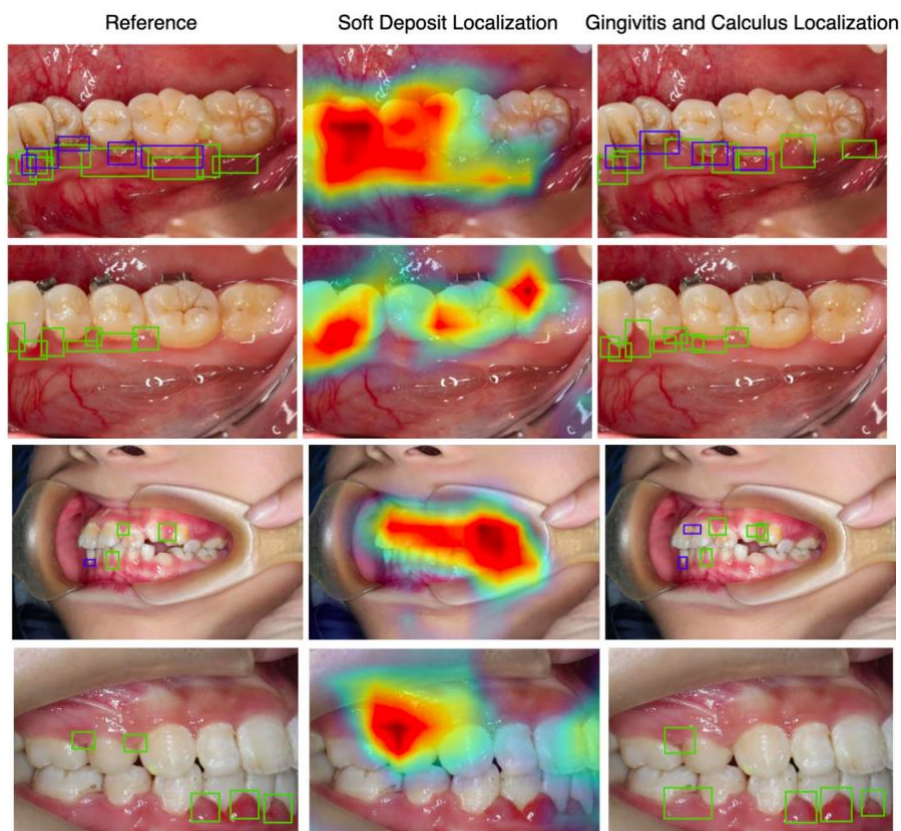 Reference
Soft Deposit Localization
Gingivitis and Calculus Localization